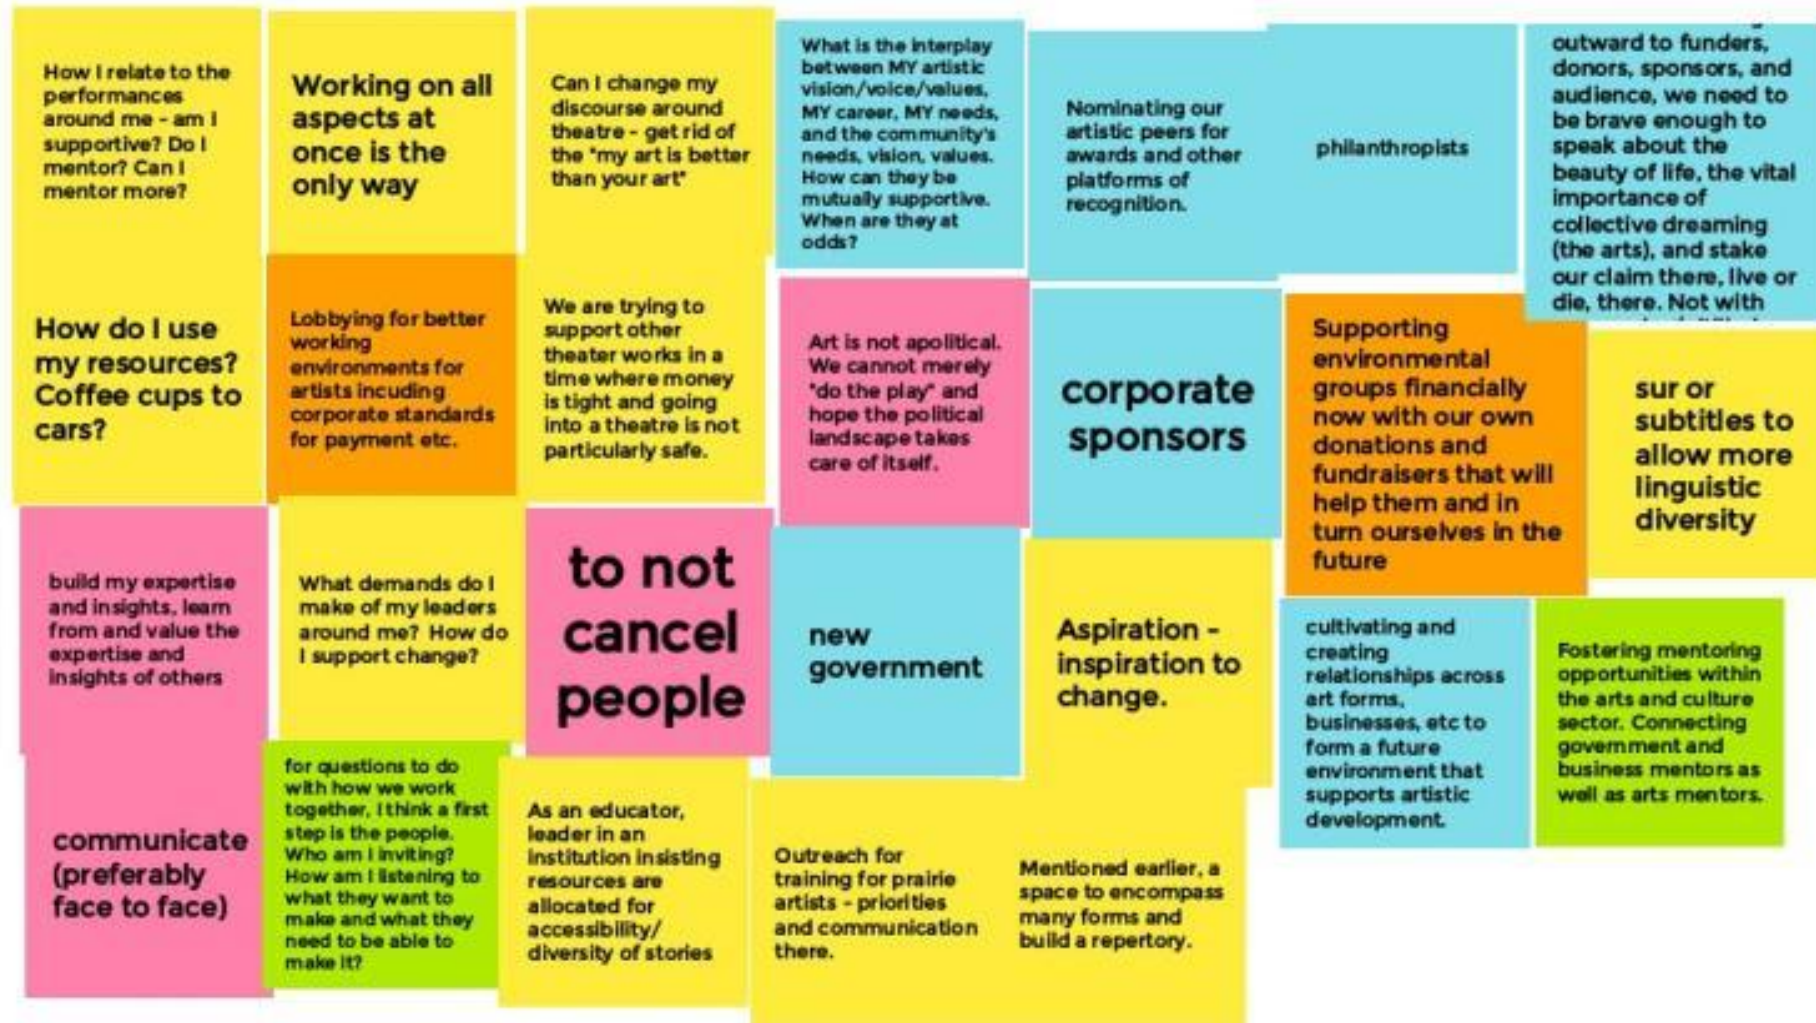 How I relate to the
performances
around me - am I
supportive? Do I
mentor? Can I
mentor more?
Working on all
aspects at
once is the
only way
Can I change my
discourse around
theatre - get rid of
the "my art is better
than your art"
What is the interplay
between MY artistic
vision/voice/values,
MY career, MY needs,
and the community's
needs, vision, values.
How can they be
mutually supportive.
When are they at
odds?
Nominating our
artistic peers for
awards and other
platforms of
recognition.
philanthropists
outward to funders,
donors, sponsors, and
audience, we need to
be brave enough to
speak about the
beauty of life, the vital
importance of
collective dreaming
(the arts), and stake
our claim there, live or
die, there. Not with
How do I use
my resources?
Coffee cups to
cars?
Lobbying for better
working
environments for
artists incuding
corporate standards
for payment etc.
We are trying to
support other
theater works in a
time where money
is tight and going
into a theatre is not
particularly safe.
Art is not apolitical.
We cannot merely
"do the play" and
hope the political
landscape takes
care of itself.
corporate
sponsors
Supporting
environmental
groups financially
now with our own
donations and
fundraisers that will
help them and in
turn ourselves in the
future
sur or
subtitles to
allow more
linguistic
diversity
build my expertise
and insights, learn
from and value the
expertise and
insights of others
What demands do I
make of my leaders
around me? How do
I support change?
to not
cancel
people
new
government
Aspiration -
inspiration to
change.
cultivating and
creating
relationships across
art forms,
businesses, etc to
form a future
environment that
supports artistic
development.
Fostering mentoring
opportunities within
the arts and culture
sector. Connecting
government and
business mentors as
well as arts mentors.
communicate
(preferably
face to face)
for questions to do
with how we work
together, I think a first
step is the people.
Who am I inviting?
How am I listening to
what they want to
make and what they
need to be able to
make it?
As an educator,
leader in an
institution insisting
resources are
allocated for
accessibility/
diversity of stories
Outreach for
training for prairie
artists - priorities
and communication
there.
Mentioned earlier, a
space to encompass
many forms and
build a repertory.